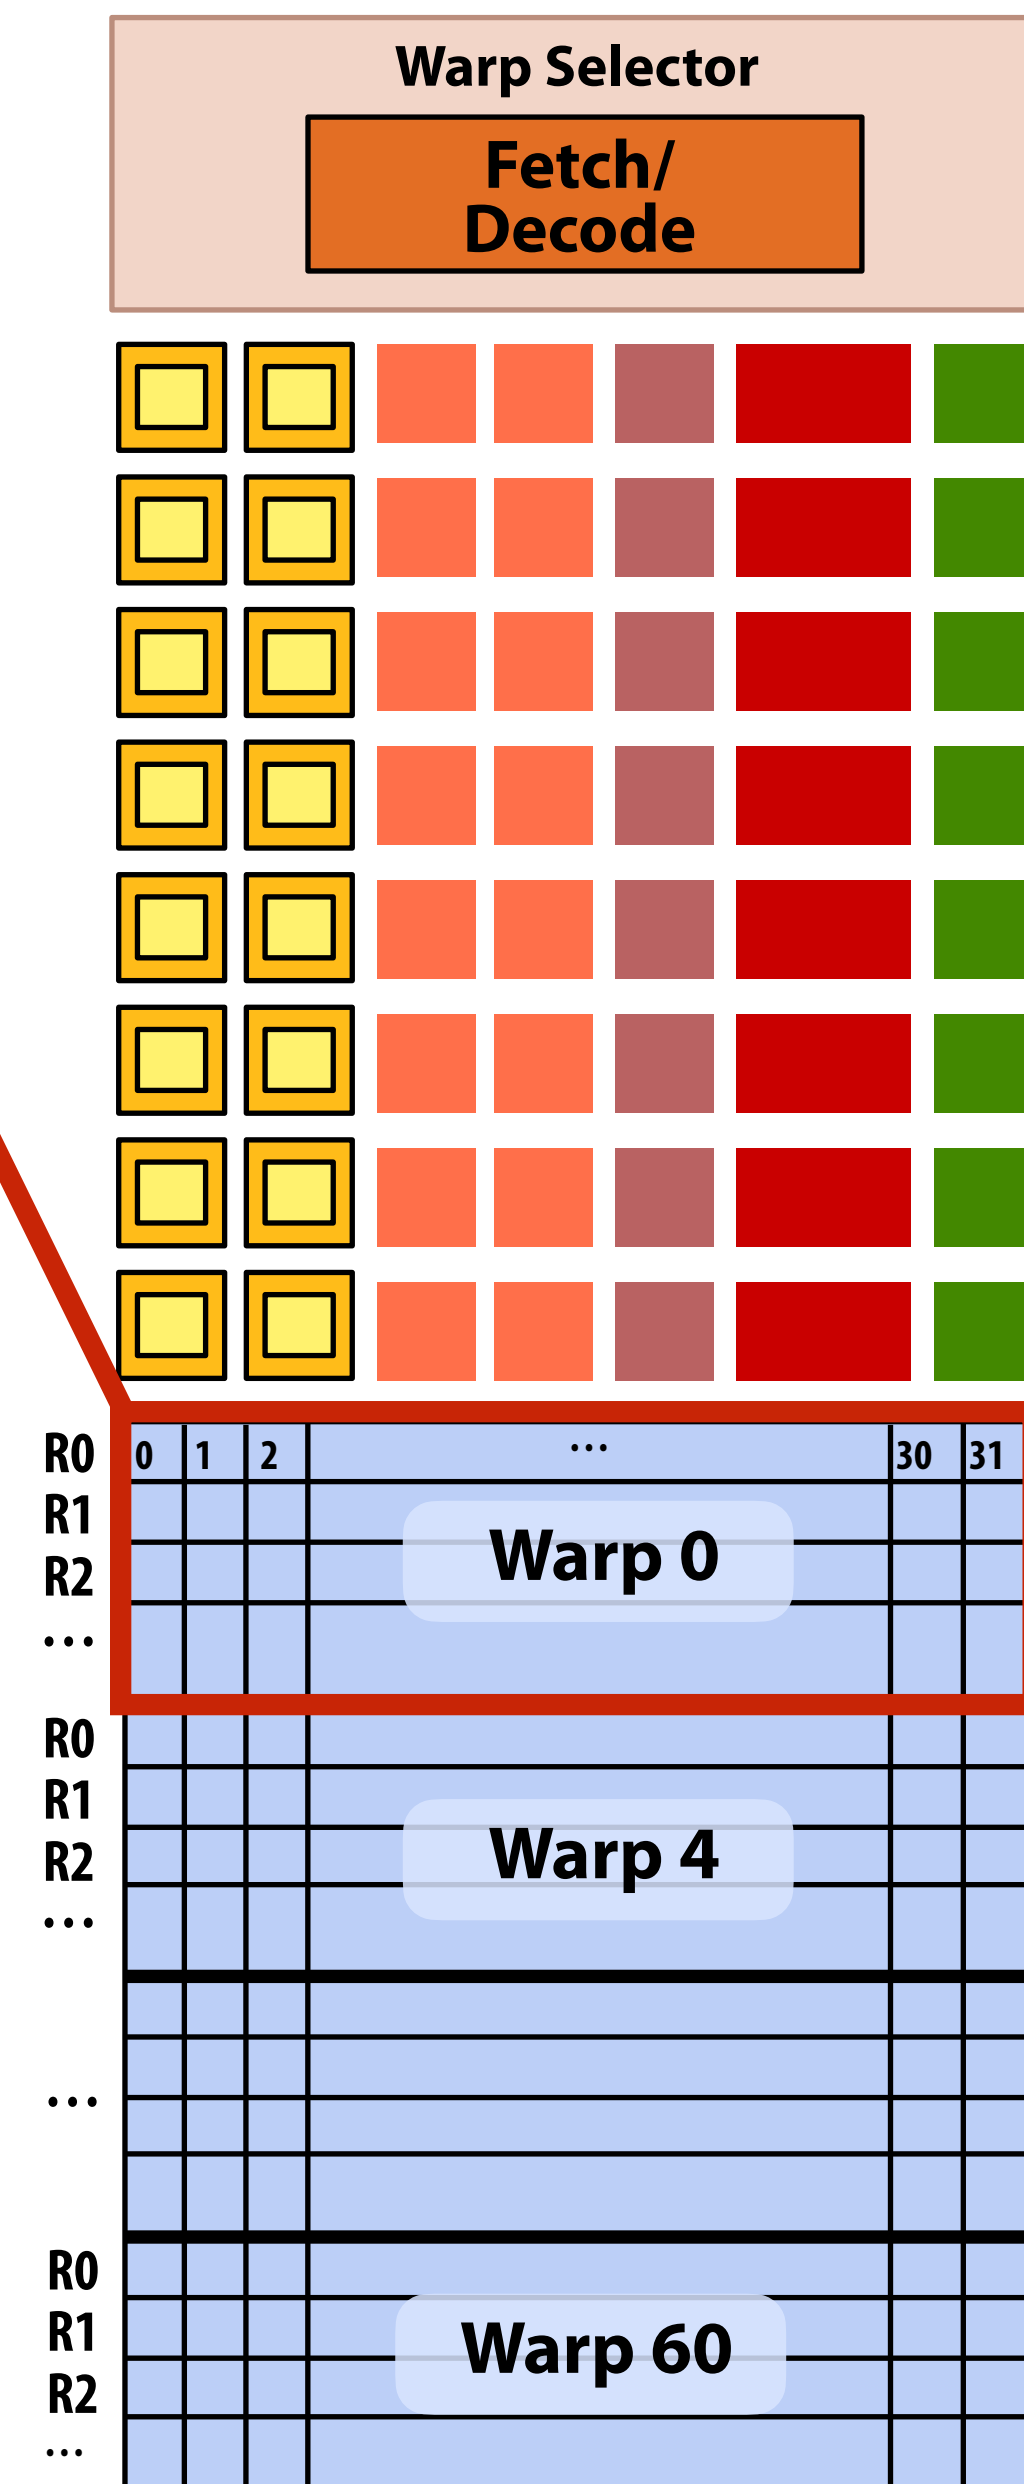 Warp Selector
Fetch/
Decode
R0 0 1 2 ... 30 31
R1
Warp 0
R2
...
R0
R1
Warp 4
R2
...
...
R0
R1
Warp 60
R2
...